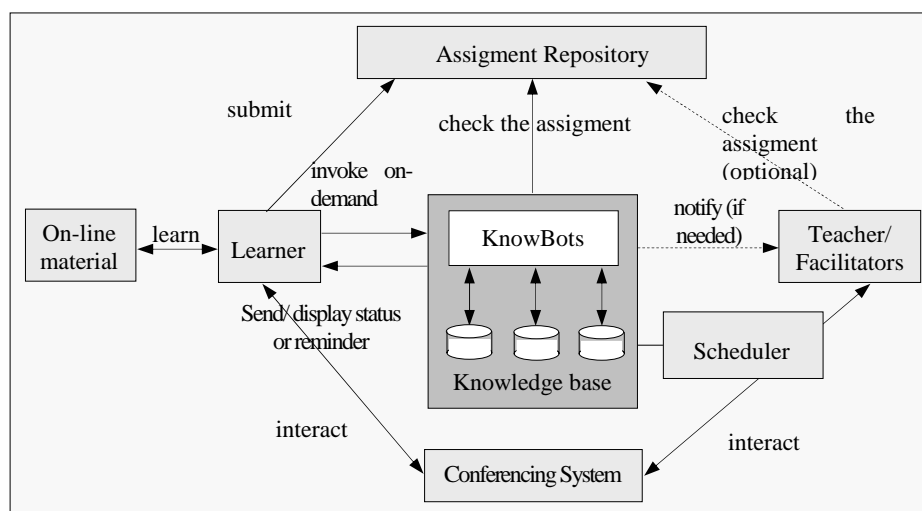 Assigment Repository
submit
check the assigment
check the
assigment
(optional)
invoke on-
demand
notify (if
needed)
On-line
material
learn
Learner
KnowBots
Teacher/
Facilitators
Send/ display status
or reminder
Scheduler
Knowledge base
interact
interact
Conferencing System